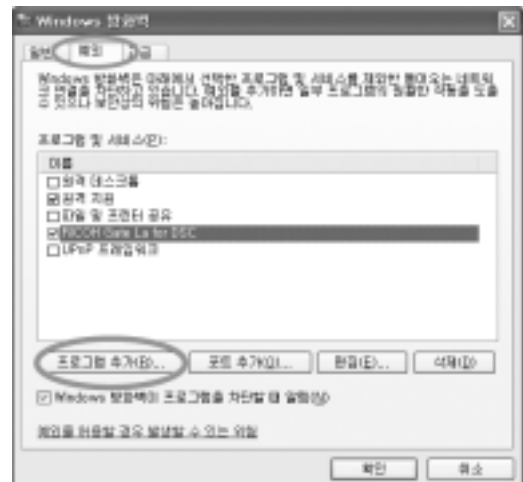 Windows 방화벽
일반 예외 고급
Windows 방화벽은 아래에서 선택한 프로그램 및 서비스를 제외한 들어오는 네트워
크 연결을 차단하고 있습니다. 예외를 추가하면 일부 프로그램의 원활한 작동을 도울
수 있으나 보안상의 위험은 높아집니다.
프로그램 및 서비스(P):
이름
원격 데스크톱
원격 지원
파일 및 프린터 공유
RICOH Gate La for DSC
UPnP 프레임워크
프로그램 추가(R)... 포트 추가(O)... 편집(E)... 삭제(D)
Windows 방화벽이 프로그램을 차단할 때 알림(N)
예외를 허용할 경우 발생할 수 있는 위험
확인 취소